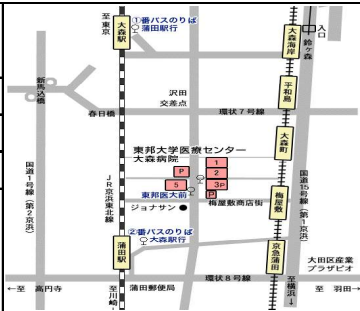 至東京
大森駅
①番バスのりば
蒲田駅行
大森海岸
鈴ヶ森
入口
平和島
新馬込橋
沢田
交差点
春日橋
環状7号線
大森町
東邦大学医療センター
大森病院
P
1
2
5
3P
P
東邦医大前
梅屋敷商店街
梅屋敷
国道1号線(第2京浜)
JR京浜東北線
ジョナサン
国道15号線(第1京浜)
②番バスのりば
大森駅行
蒲田駅
京急蒲田
大田区産業
プラザピオ
環状8号線
←至 高円寺
至川崎↓
蒲田郵便局
至横浜↓
至 羽田→